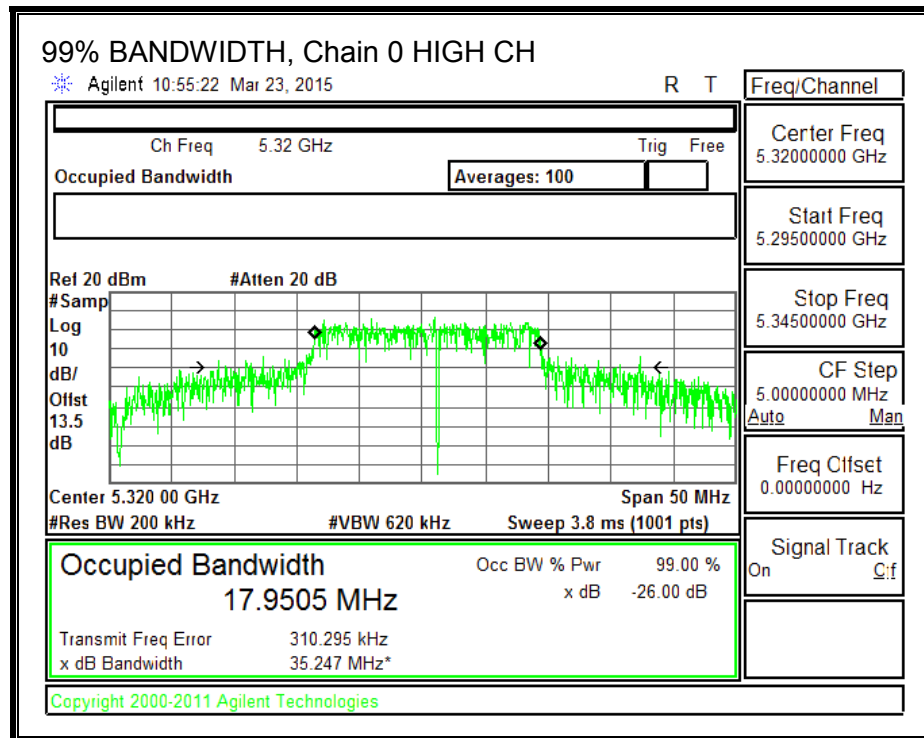 99% BANDWIDTH, Chain 0 HIGH CH
Agilent 10:55:22 Mar 23, 2015 R T
Freq/Channel
Ch Freq 5.32 GHz Trig Free
Occupied Bandwidth Averages: 100
Center Freq
5.32000000 GHz
Start Freq
5.29500000 GHz
Stop Freq
5.34500000 GHz
CF Step
5.00000000 MHz
Auto Man
Freq Offset
0.00000000 Hz
Signal Track
On Off
Ref 20 dBm #Atten 20 dB
#Samp
Log
10
dB/
Offst
13.5
dB
Center 5.320 00 GHz Span 50 MHz
#Res BW 200 kHz #VBW 620 kHz Sweep 3.8 ms (1001 pts)
Occupied Bandwidth
17.9505 MHz
Occ BW % Pwr 99.00 %
x dB -26.00 dB
Transmit Freq Error 310.295 kHz
x dB Bandwidth 35.247 MHz*
Copyright 2000-2011 Agilent Technologies